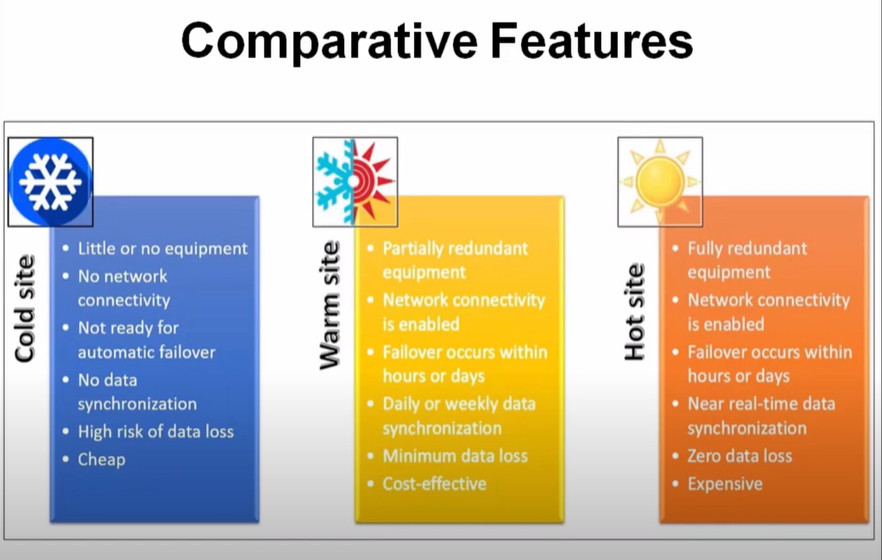 Comparative Features
Cold site
• Little or no equipment
• No network
connectivity
• Not ready for
automatic failover
• No data
synchronization
• High risk of data loss
• Cheap
Warm site
• Partially redundant
equipment
• Network connectivity
is enabled
• Failover occurs within
hours or days
• Daily or weekly data
synchronization
• Minimum data loss
• Cost-effective
Hot site
• Fully redundant
equipment
• Network connectivity
is enabled
• Failover occurs within
hours or days
• Near real-time data
synchronization
• Zero data loss
• Expensive